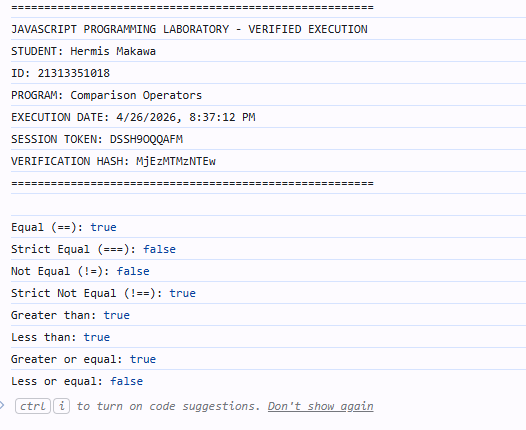 =======================================================
JAVASCRIPT PROGRAMMING LABORATORY - VERIFIED EXECUTION
STUDENT: Hermis Makawa
ID: 21313351018
PROGRAM: Comparison Operators
EXECUTION DATE: 4/26/2026, 8:37:12 PM
SESSION TOKEN: DSSH9OQQAFM
VERIFICATION HASH: MjEzMTMzNTEw
=======================================================
Equal (==): true
Strict Equal (===): false
Not Equal (!=): false
Strict Not Equal (!==): true
Greater than: true
Less than: true
Greater or equal: true
Less or equal: false
ctrl i to turn on code suggestions. Don't show again